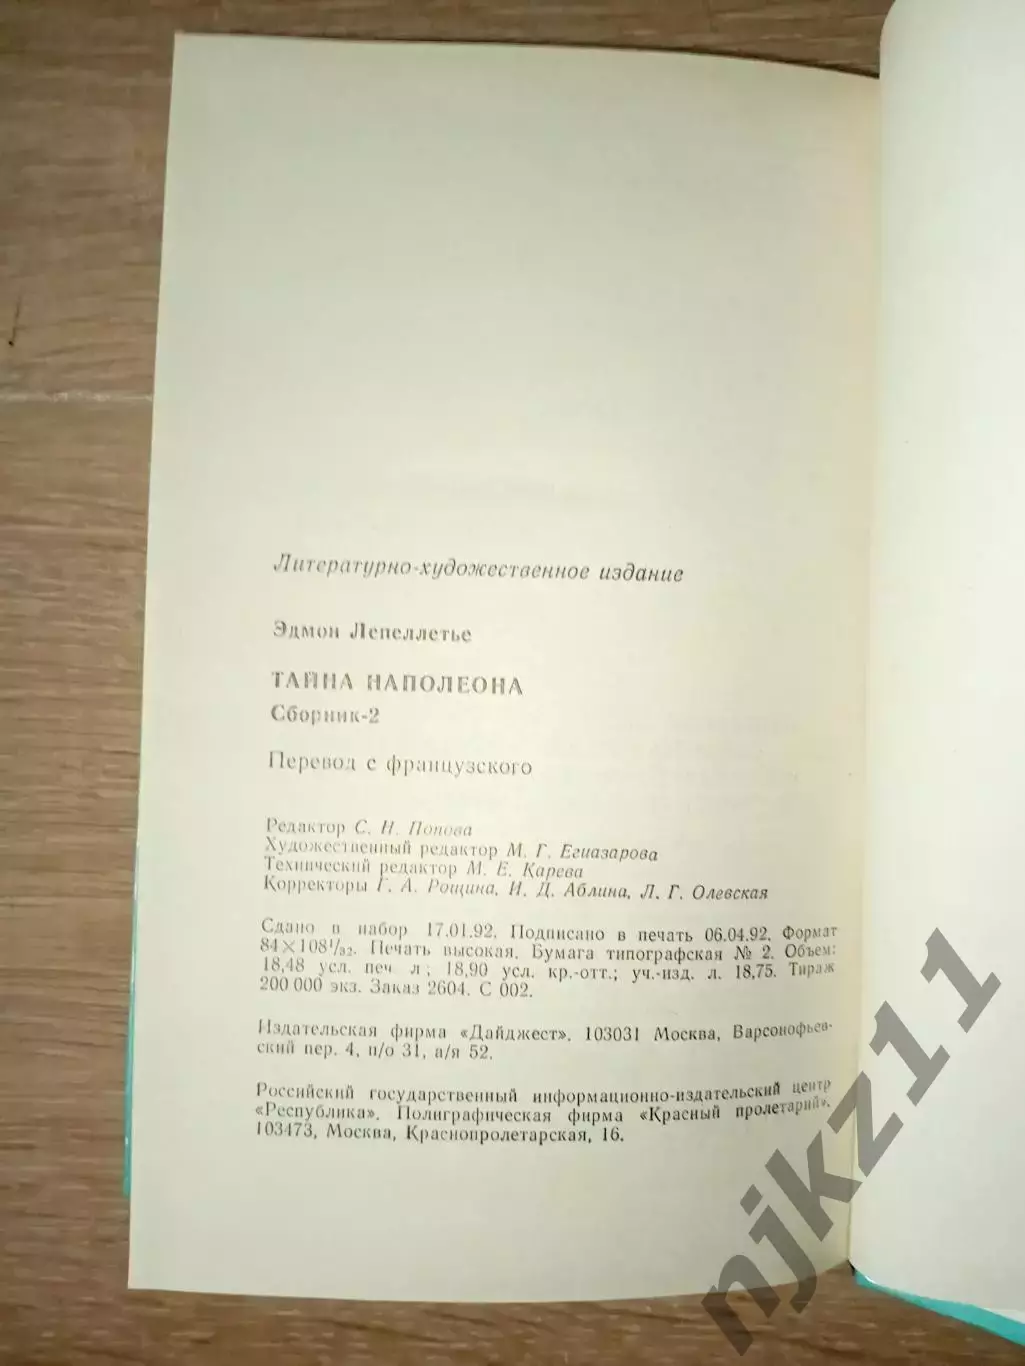 Литературно-художественное издание
Эдмон Лепеллетье
ТАЙНА НАПОЛЕОНА
Сборник-2
Перевод с французского
Редактор С. Н. Попова
Художественный редактор М. Г. Егиазарова
Технический редактор М. Е. Карева
Корректоры Г. А. Рощина, И. Д. Аблина, Л. Г. Олевская
Сдано в набор 17.01.92. Подписано в печать 06.04.92. Формат
84×108¹/₃₂. Печать высокая. Бумага типографская № 2. Объем:
18,48 усл. печ л; 18,90 усл. кр.-отт.; уч.-изд. л. 18,75. Тираж
200 000 экз. Заказ 2604. С 002.
Издательская фирма «Дайджест». 103031 Москва, Варсонофьев-
ский пер. 4, п/о 31, а/я 52.
Российский государственный информационно-издательский центр
«Республика». Полиграфическая фирма «Красный пролетарий».
103473, Москва, Краснопролетарская, 16.
njkz11